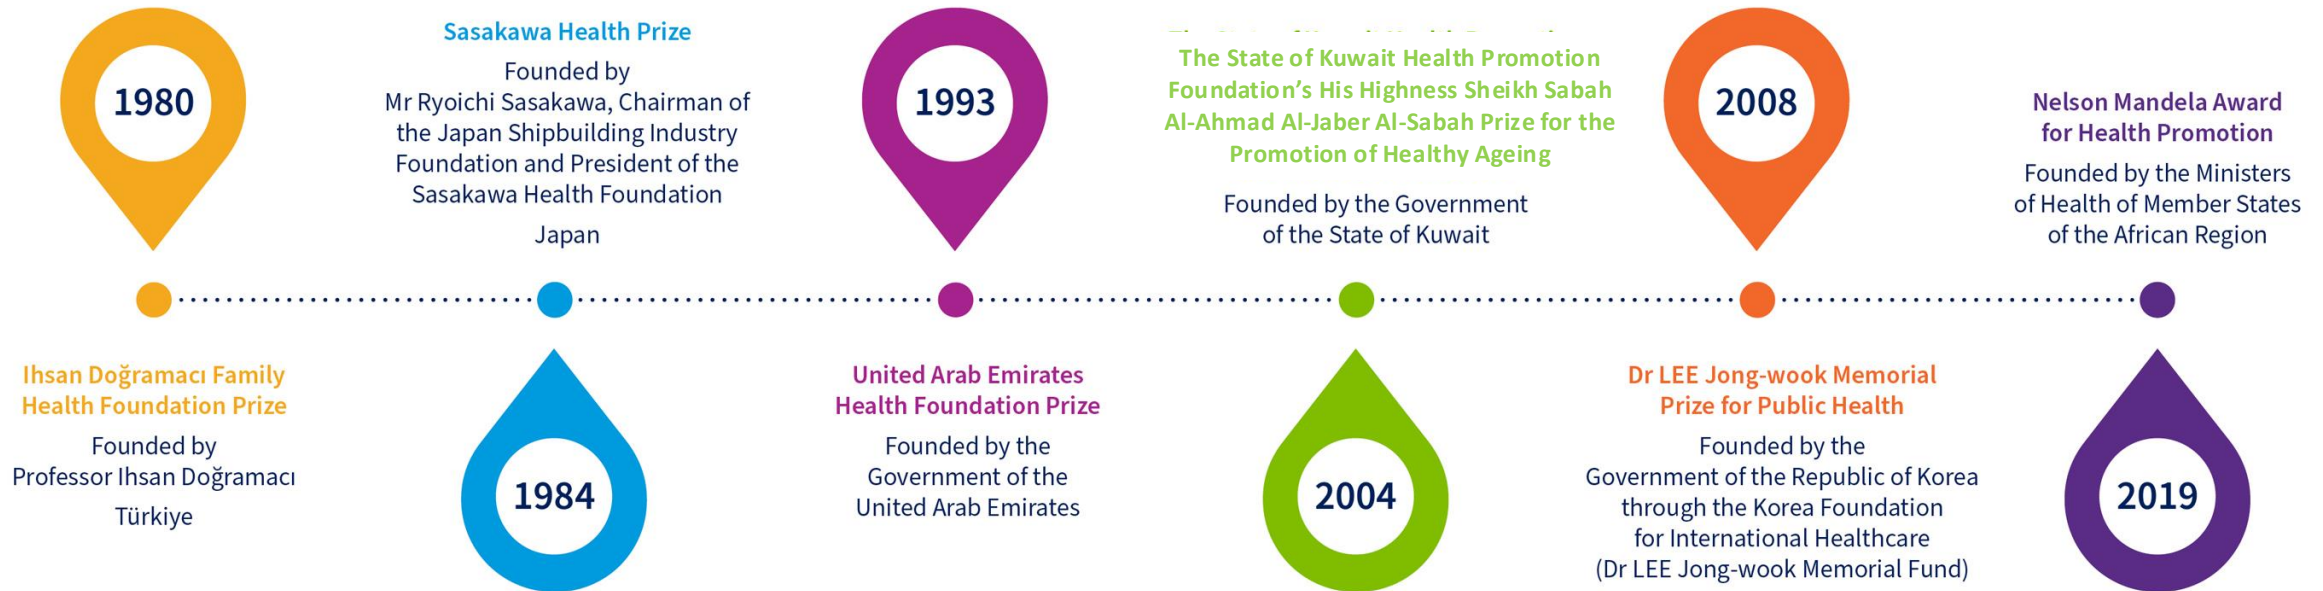 1980
Ihsan Doğramacı Family
Health Foundation Prize
Founded by
Professor Ihsan Doğramacı
Türkiye
Sasakawa Health Prize
Founded by
Mr Ryoichi Sasakawa, Chairman of
the Japan Shipbuilding Industry
Foundation and President of the
Sasakawa Health Foundation
Japan
1984
1993
United Arab Emirates
Health Foundation Prize
Founded by the
Government of the
United Arab Emirates
The State of Kuwait Health Promotion
Foundation’s His Highness Sheikh Sabah
Al-Ahmad Al-Jaber Al-Sabah Prize for the
Promotion of Healthy Ageing
Founded by the Government
of the State of Kuwait
2004
2008
Dr LEE Jong-wook Memorial
Prize for Public Health
Founded by the
Government of the Republic of Korea
through the Korea Foundation
for International Healthcare
(Dr LEE Jong-wook Memorial Fund)
Nelson Mandela Award
for Health Promotion
Founded by the Ministers
of Health of Member States
of the African Region
2019